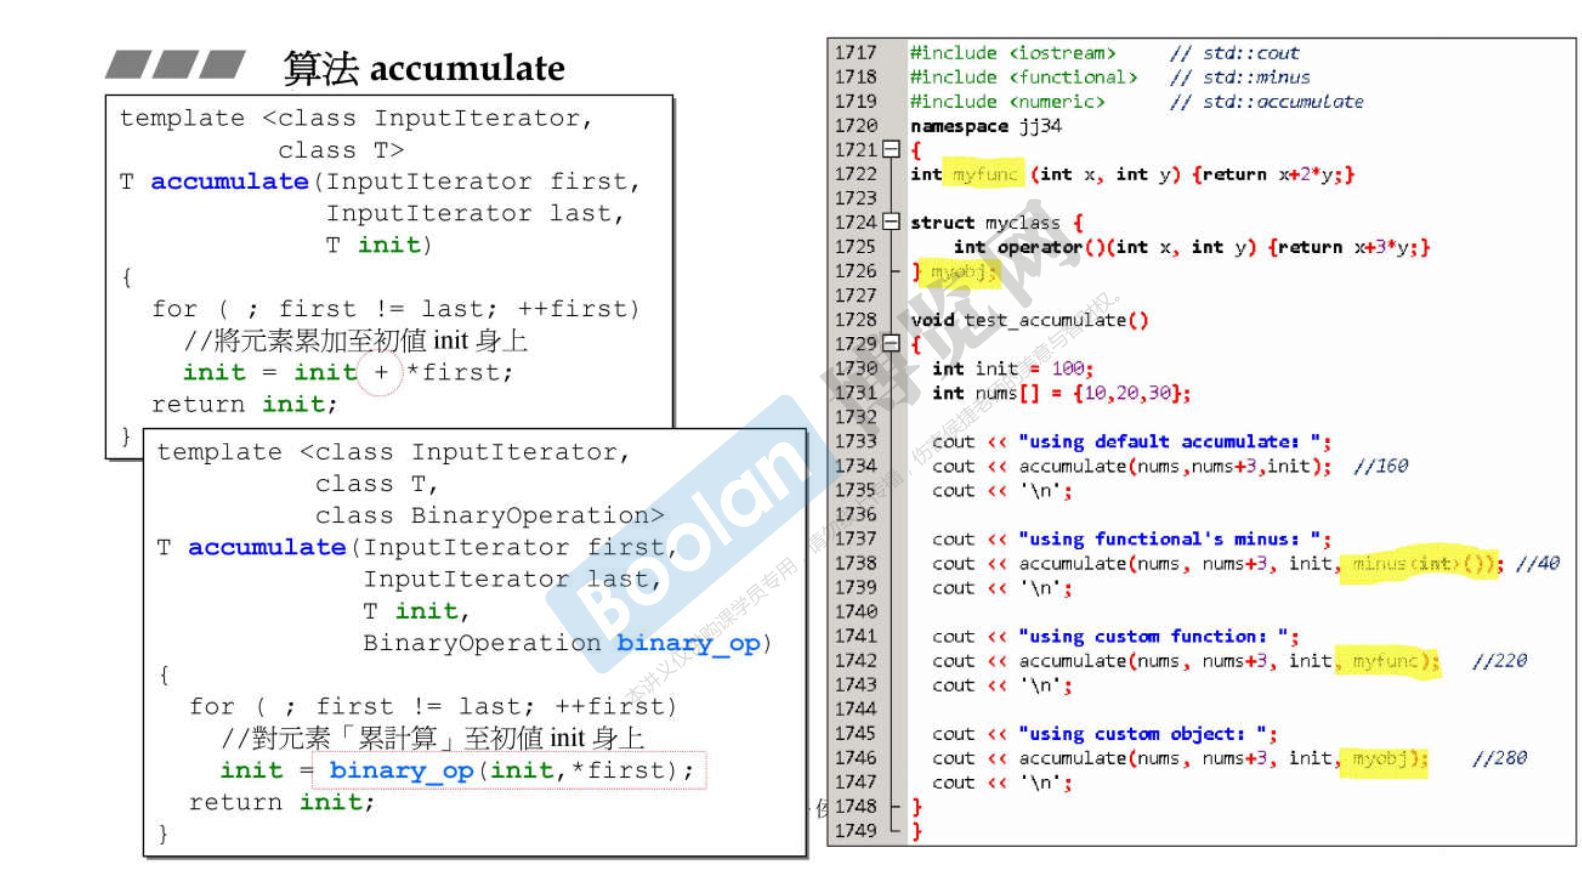 算法 accumulate
template <class InputIterator,
class T>
T accumulate(InputIterator first,
InputIterator last,
T init)
{
for ( ; first != last; ++first)
//將元素累加至初值 init 身上
init = init + *first;
return init;
}
template <class InputIterator,
class T,
class BinaryOperation>
T accumulate(InputIterator first,
InputIterator last,
T init,
BinaryOperation binary_op)
{
for ( ; first != last; ++first)
//對元素「累計算」至初值 init 身上
init = binary_op(init,*first);
return init;
}
1717 #include <iostream> // std::cout
1718 #include <functional> // std::minus
1719 #include <numeric> // std::accumulate
1720 namespace jj34
1721 {
1722 int myfunc (int x, int y) {return x+2*y;}
1723
1724 struct myclass {
1725 int operator()(int x, int y) {return x+3*y;}
1726 } myobj;
1727
1728 void test_accumulate()
1729 {
1730 int init = 100;
1731 int nums[] = {10,20,30};
1732
1733 cout << "using default accumulate: ";
1734 cout << accumulate(nums,nums+3,init); //160
1735 cout << '\n';
1736
1737 cout << "using functional's minus: ";
1738 cout << accumulate(nums, nums+3, init, minus<int>()); //40
1739 cout << '\n';
1740
1741 cout << "using custom function: ";
1742 cout << accumulate(nums, nums+3, init, myfunc); //220
1743 cout << '\n';
1744
1745 cout << "using custom object: ";
1746 cout << accumulate(nums, nums+3, init, myobj); //280
1747 cout << '\n';
1748 }
1749 }
Boolan
博览网